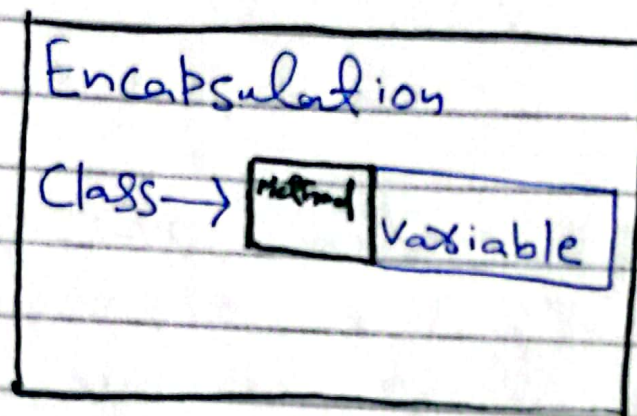 Encapsulation
Class→ Method Variable